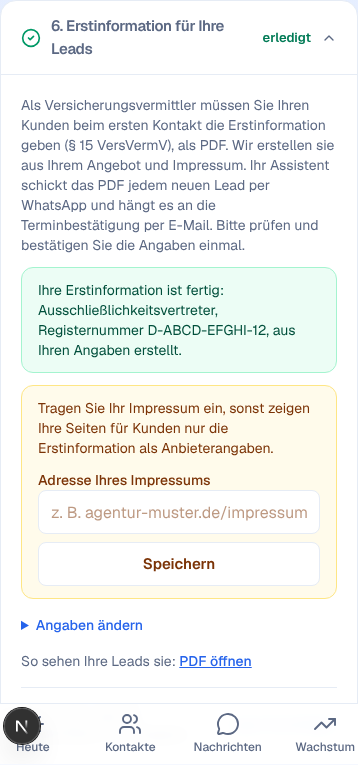 6. Erstinformation für Ihre
Leads
erledigt
Als Versicherungsvermittler müssen Sie Ihren
Kunden beim ersten Kontakt die Erstinformation
geben (§ 15 VersVermV), als PDF. Wir erstellen sie
aus Ihrem Angebot und Impressum. Ihr Assistent
schickt das PDF jedem neuen Lead per
WhatsApp und hängt es an die
Terminbestätigung per E-Mail. Bitte prüfen und
bestätigen Sie die Angaben einmal.
Ihre Erstinformation ist fertig:
Ausschließlichkeitsvertreter,
Registernummer D-ABCD-EFGHI-12, aus
Ihren Angaben erstellt.
Tragen Sie Ihr Impressum ein, sonst zeigen
Ihre Seiten für Kunden nur die
Erstinformation als Anbieterangaben.
Adresse Ihres Impressums
z. B. agentur-muster.de/impressum
Speichern
Angaben ändern
So sehen Ihre Leads sie: PDF öffnen
N
Heute
Kontakte
Nachrichten
Wachstum